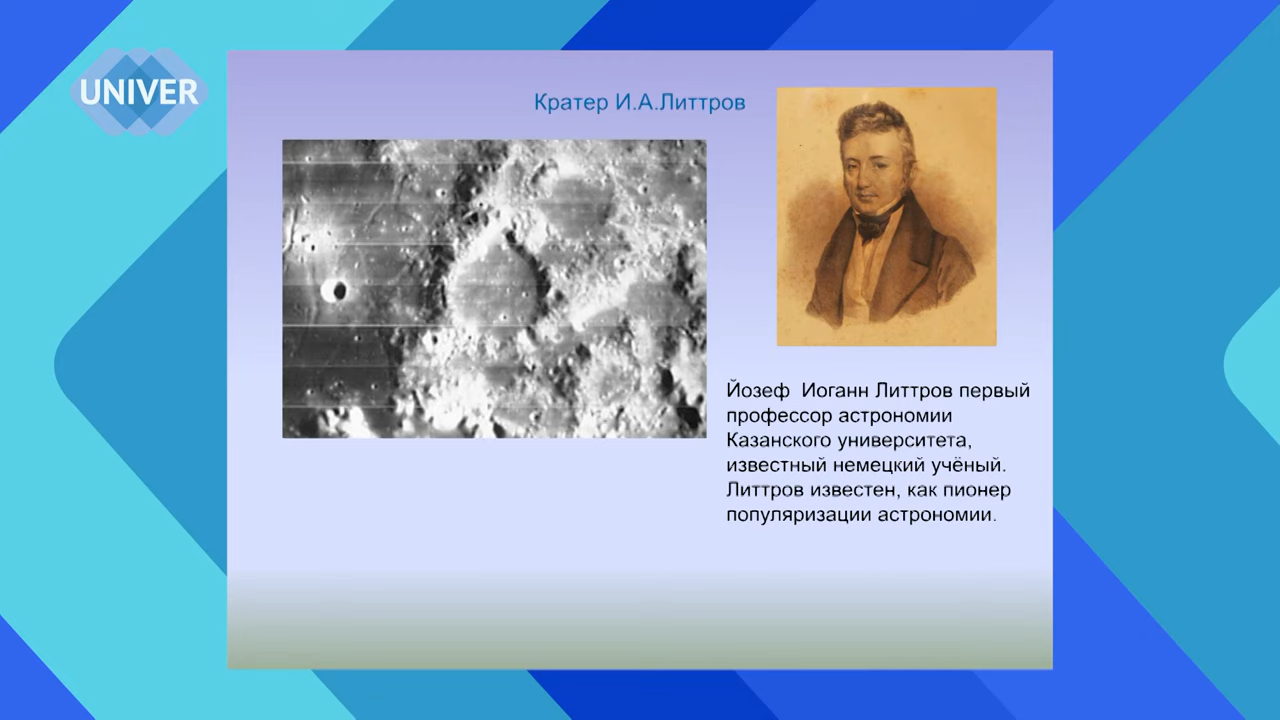 UNIVER
Кратер И.А.Литтров
Йозеф Иоганн Литтров первый
профессор астрономии
Казанского университета,
известный немецкий учёный.
Литтров известен, как пионер
популяризации астрономии.